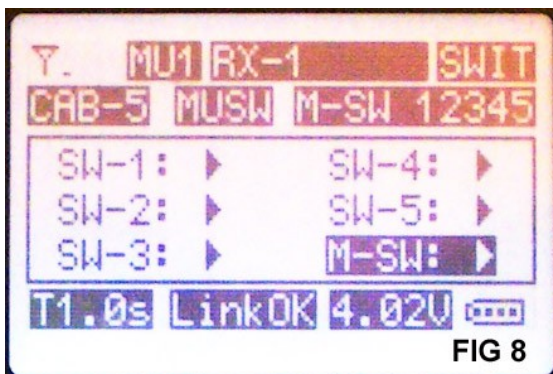 MU1 RX-1 SWIT
CAB-5 MUSW M-SW 12345
SW-1: SW-4:
SW-2: SW-5:
SW-3: M-SW:
T1.0s LinkOK 4.02V
FIG 8